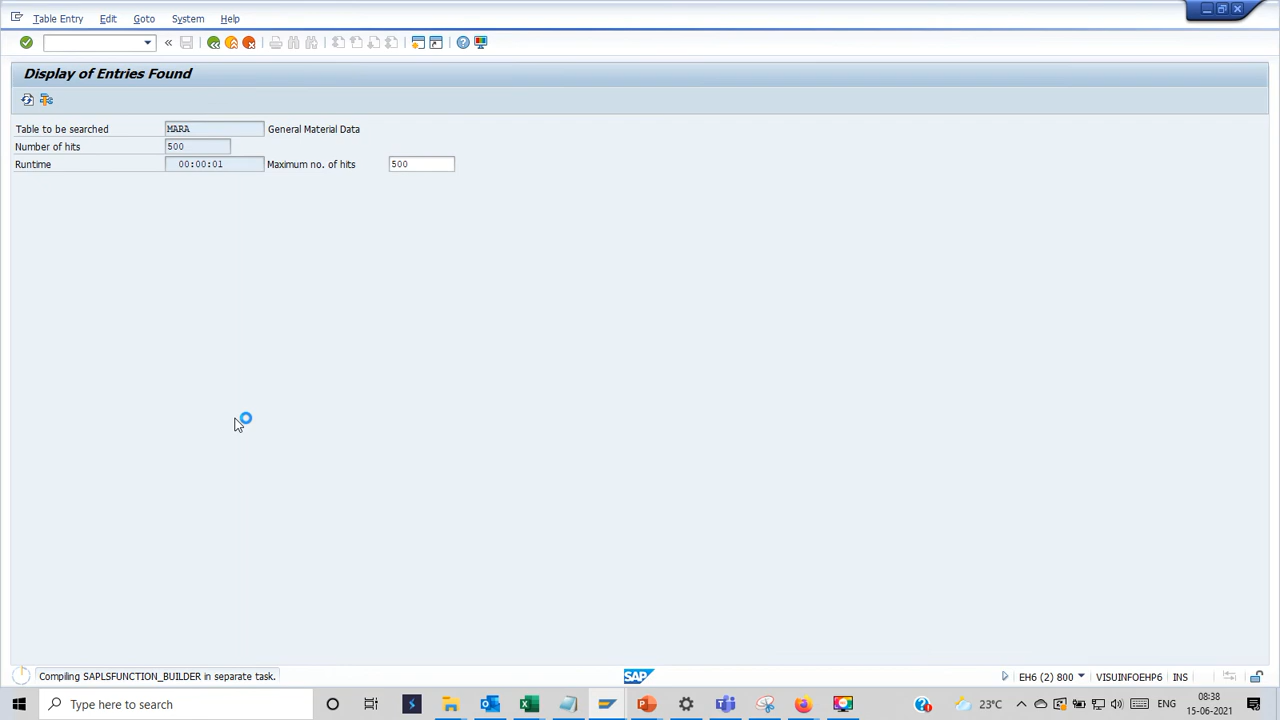 Table Entry Edit Goto System Help
Display of Entries Found
Table to be searched MARA General Material Data
Number of hits 500
Runtime 00:00:01 Maximum no. of hits 500
Compiling SAPLSFUNCTION_BUILDER in separate task.
SAP
EH6 (2) 800 VISUINFOEHP6 INS
Type here to search
23°C
ENG
08:38
15-06-2021